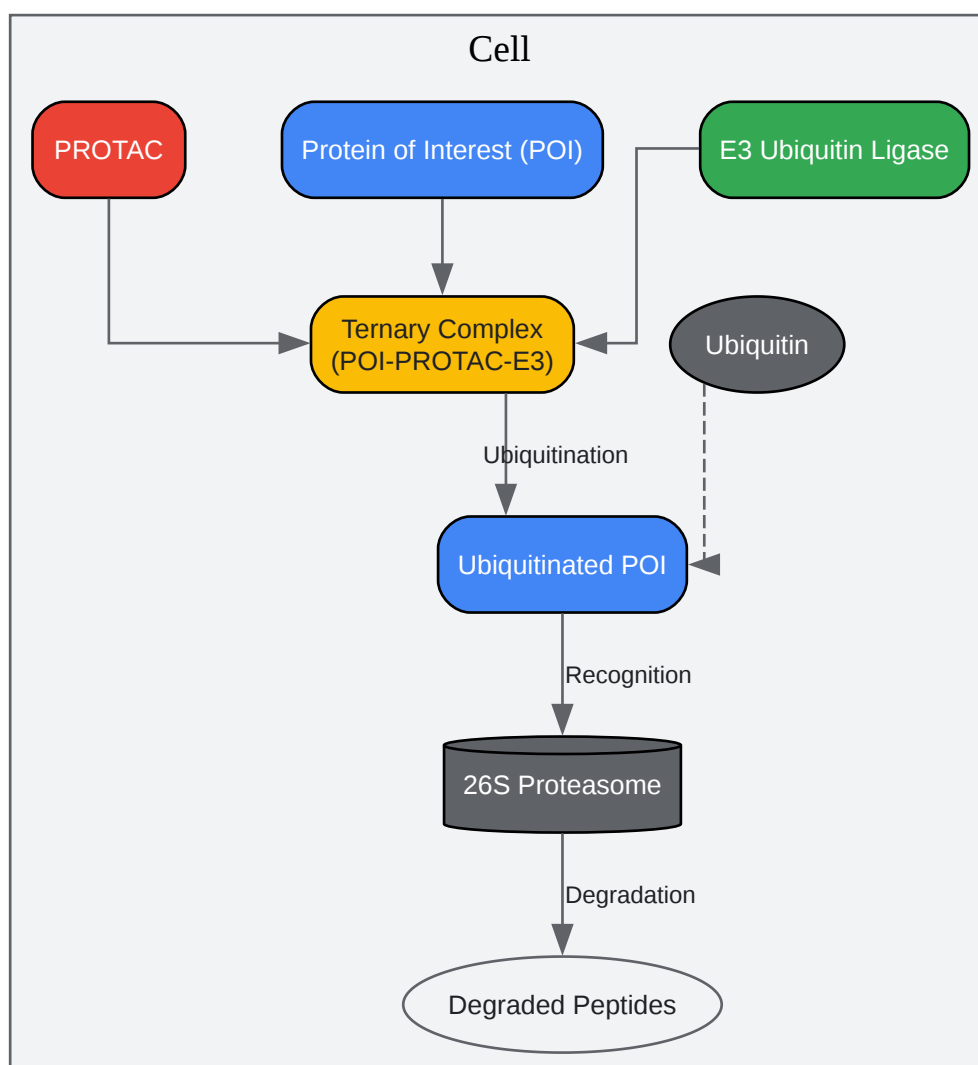 Cell
PROTAC
Protein of Interest (POI)
E3 Ubiquitin Ligase
Ternary Complex
(POI-PROTAC-E3)
Ubiquitin
Ubiquitination
Ubiquitinated POI
Recognition
26S Proteasome
Degradation
Degraded Peptides